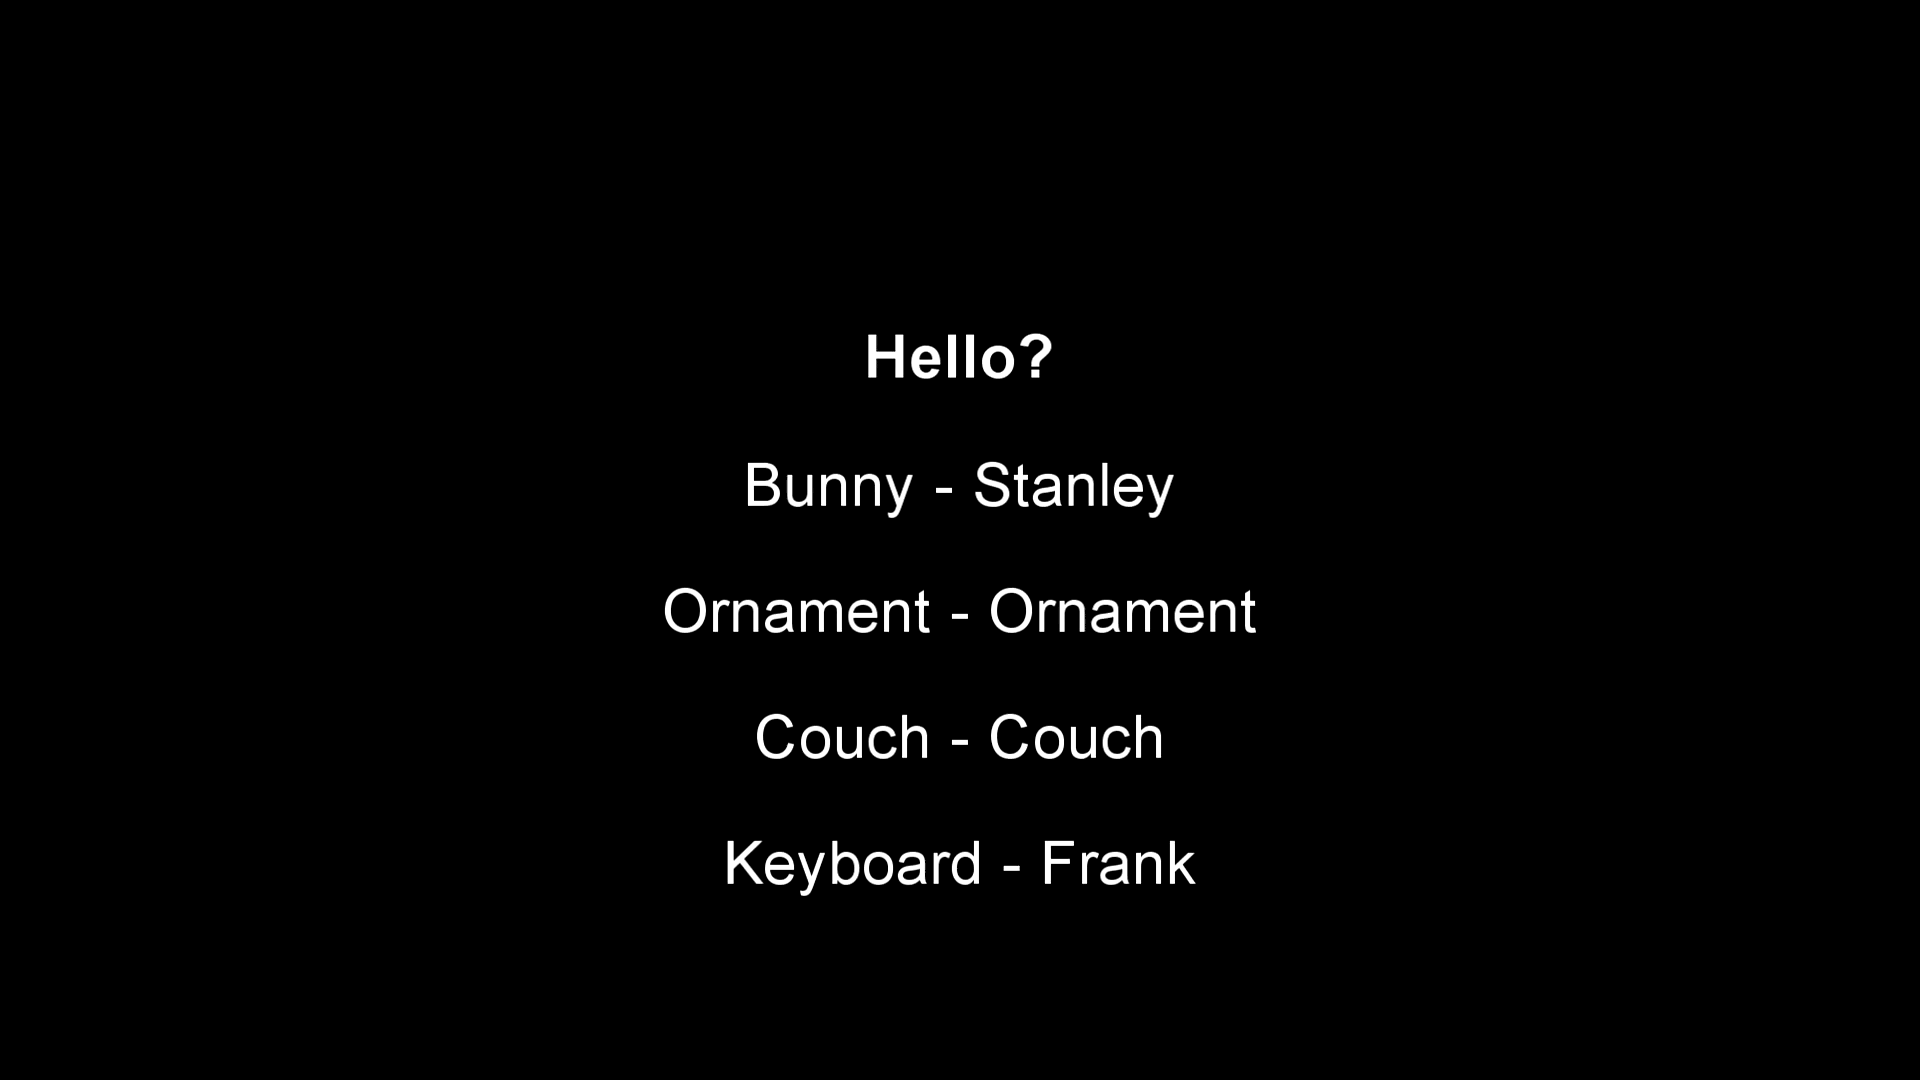 Hello?
Bunny - Stanley
Ornament - Ornament
Couch - Couch
Keyboard - Frank